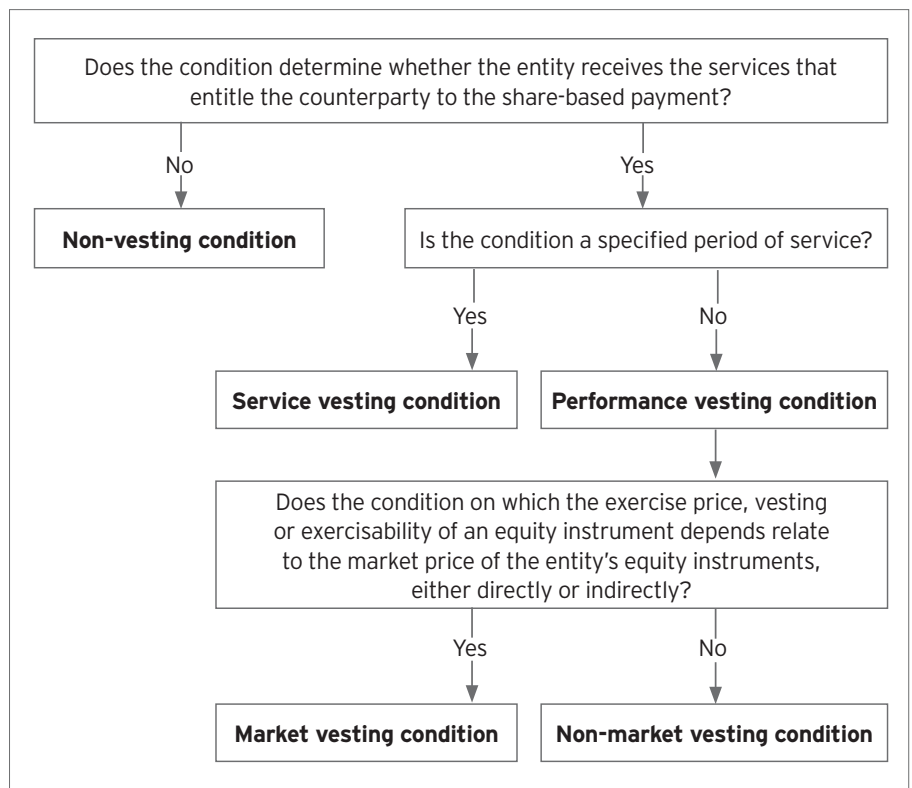 Does the condition determine whether the entity receives the services that
entitle the counterparty to the share-based payment?
No
Yes
Non-vesting condition
Is the condition a specified period of service?
Yes
No
Service vesting condition
Performance vesting condition
Does the condition on which the exercise price, vesting
or exercisability of an equity instrument depends relate
to the market price of the entity’s equity instruments,
either directly or indirectly?
Yes
No
Market vesting condition
Non-market vesting condition